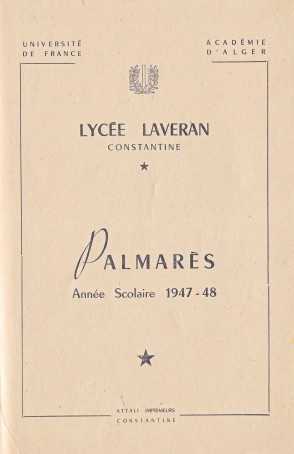 UNIVERSITÉ
DE FRANCE
ACADÉMIE
D'ALGER
LYCÉE LAVERAN
CONSTANTINE
PALMARÈS
Année Scolaire 1947-48
ATTALI IMPRIMEURS
CONSTANTINE